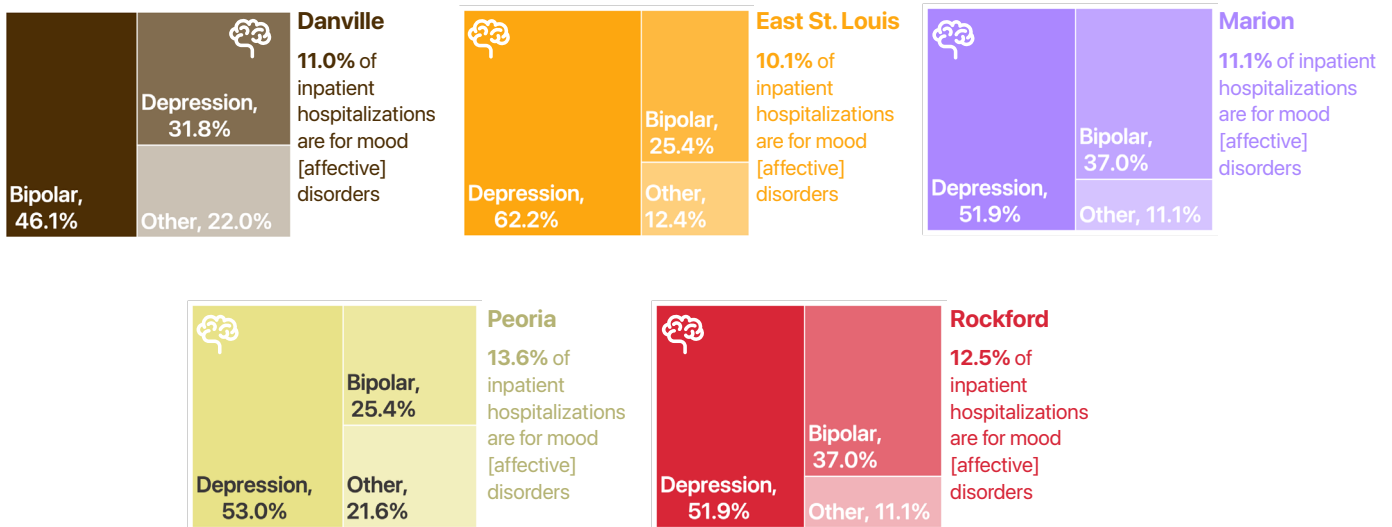 Danville
11.0% of
inpatient
hospitalizations
are for mood
[affective]
disorders
Bipolar,
46.1%
Depression,
31.8%
Other, 22.0%
East St. Louis
10.1% of
inpatient
hospitalizations
are for mood
[affective]
disorders
Depression,
62.2%
Bipolar,
25.4%
Other,
12.4%
Marion
11.1% of inpatient
hospitalizations
are for mood
[affective]
disorders
Depression,
51.9%
Bipolar,
37.0%
Other, 11.1%
Peoria
13.6% of
inpatient
hospitalizations
are for mood
[affective]
disorders
Depression,
53.0%
Bipolar,
25.4%
Other,
21.6%
Rockford
12.5% of
inpatient
hospitalizations
are for mood
[affective]
disorders
Depression,
51.9%
Bipolar,
37.0%
Other, 11.1%